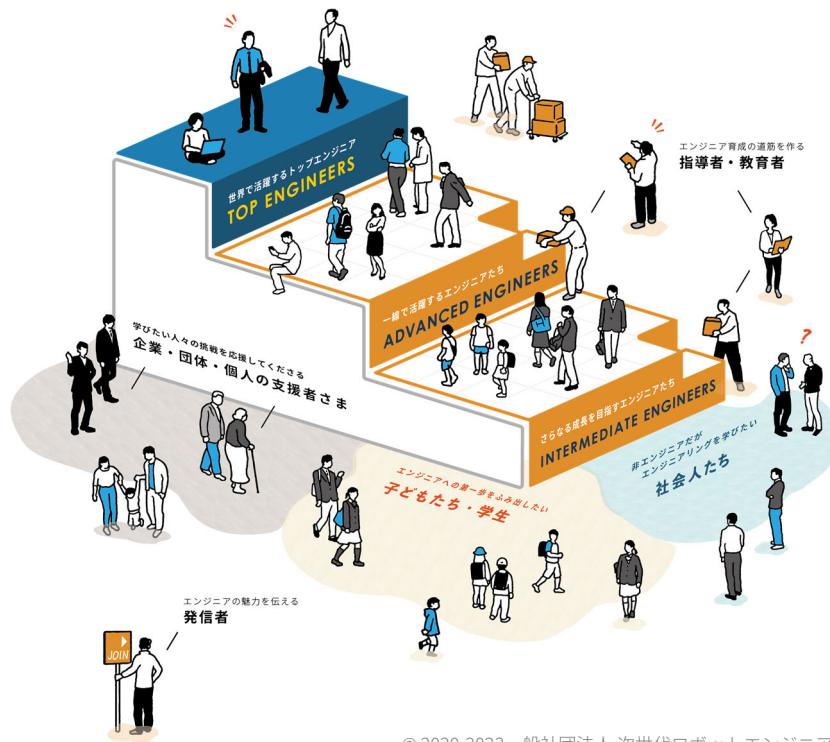 世界で活躍するトップエンジニア
TOP ENGINEERS
エンジニア育成の道筋を作る
指導者・教育者
一線で活躍するエンジニアたち
ADVANCED ENGINEERS
学びたい人々の挑戦を応援してくださる
企業・団体・個人の支援者さま
さらなる成長を目指すエンジニアたち
INTERMEDIATE ENGINEERS
?
非エンジニアだが
エンジニアリングを学びたい
社会人たち
エンジニアへの第一歩をふみ出したい
子どもたち・学生
エンジニアの魅力を伝える
発信者
JOIN